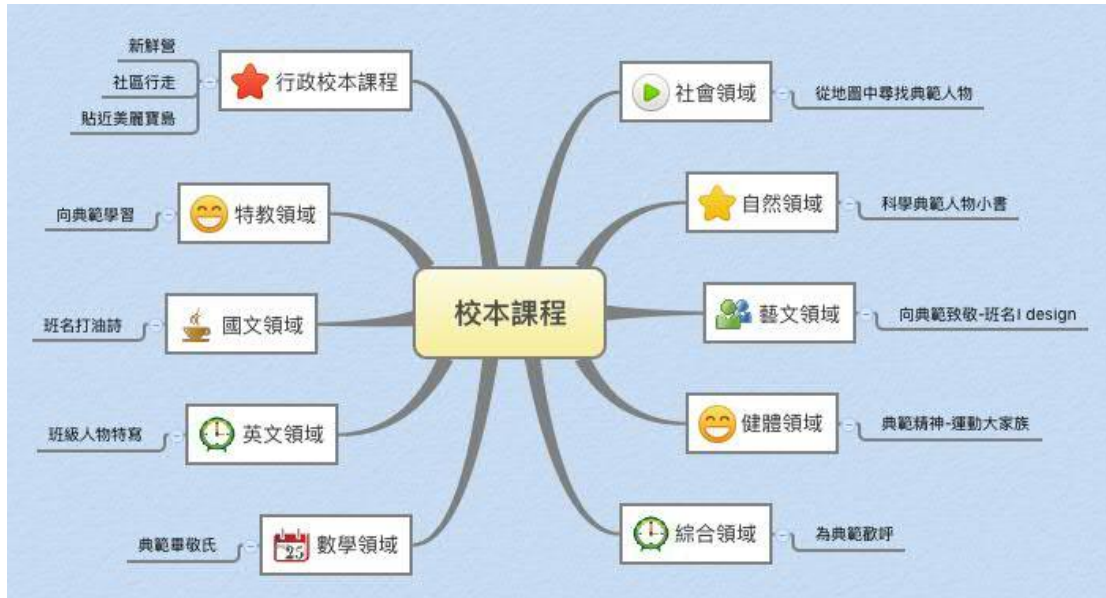 校本課程
行政校本課程
新鮮營
社區行走
貼近美麗寶島
特教領域
向典範學習
國文領域
班名打油詩
英文領域
班級人物特寫
數學領域
25
典範畢敬氏
社會領域
從地圖中尋找典範人物
自然領域
科學典範人物小書
藝文領域
向典範致敬-班名I design
健體領域
典範精神-運動大家族
綜合領域
為典範歡呼